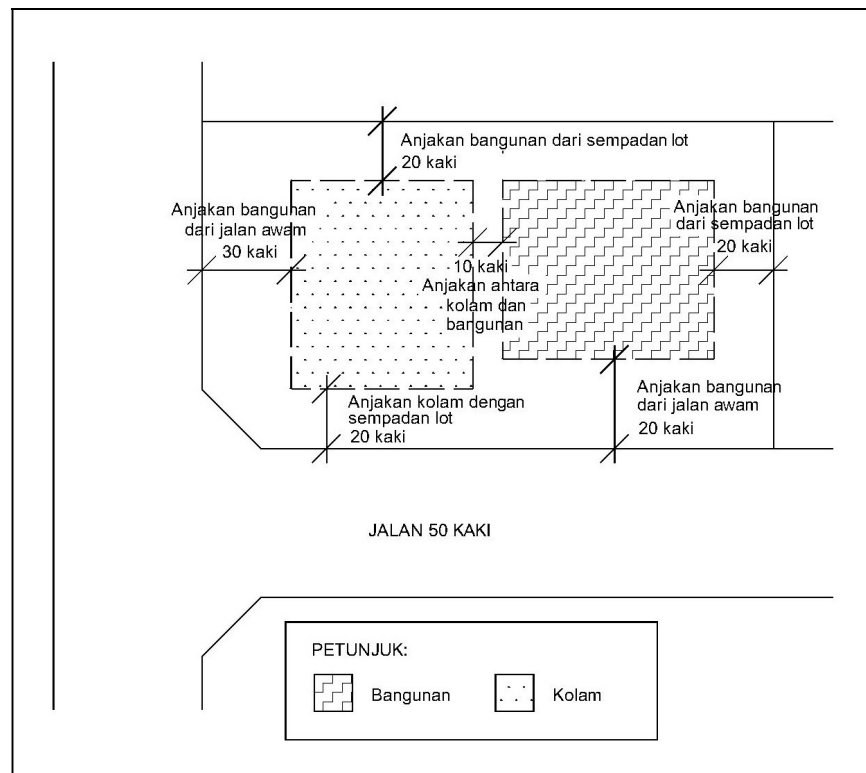 Anjakan bangunan dari sempadan lot
20 kaki
Anjakan bangunan
dari jalan awam
30 kaki
Anjakan bangunan
dari sempadan lot
20 kaki
10 kaki
Anjakan antara
kolam dan
bangunan
Anjakan kolam dengan
sempadan lot
20 kaki
Anjakan bangunan
dari jalan awam
20 kaki
JALAN 50 KAKI
PETUNJUK:
Bangunan
Kolam